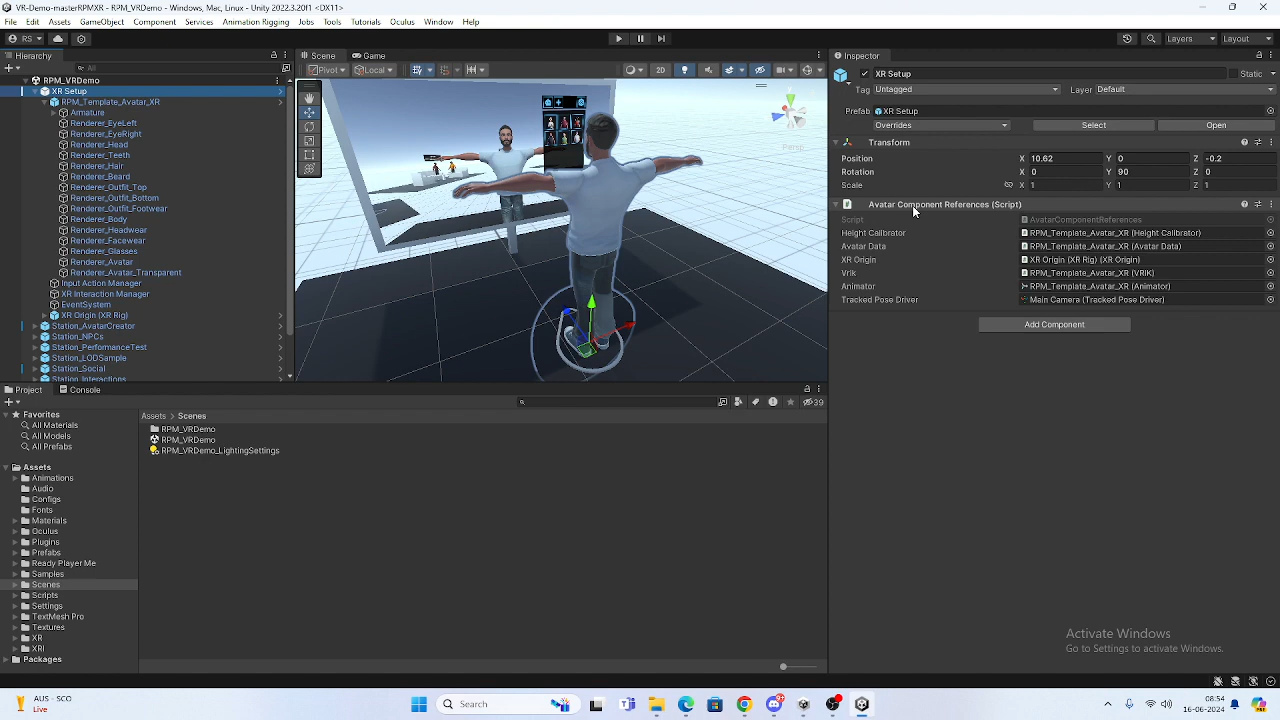 VR-Demo-masterRPMXR - RPM_VRDemo - Windows, Mac, Linux - Unity 2022.3.20f1 <DX11>
File Edit Assets GameObject Component Services Animation Rigging Jobs Tools Tutorials Oculus Window Help
RS Layers Layout
Hierarchy
All
RPM_VRDemo
XR Setup
RPM_Template_Avatar_XR
Armature
Renderer_EyeLeft
Renderer_EyeRight
Renderer_Head
Renderer_Teeth
Renderer_Hair
Renderer_Beard
Renderer_Outfit_Top
Renderer_Outfit_Bottom
Renderer_Outfit_Footwear
Renderer_Body
Renderer_Headwear
Renderer_Facewear
Renderer_Glasses
Renderer_Avatar
Renderer_Avatar_Transparent
Input Action Manager
XR Interaction Manager
EventSystem
XR Origin (XR Rig)
Station_AvatarCreator
Station_NPCs
Station_PerformanceTest
Station_LODSample
Station_Social
Station_Interactions
Scene Game
Pivot Local 2D
Persp
Inspector
XR Setup Static
Tag Untagged Layer Default
Prefab XR Setup
Overrides Select Open
Transform
Position X 10.62 Y 0 Z -0.2
Rotation X 0 Y 90 Z 0
Scale X 1 Y 1 Z 1
Avatar Component References (Script)
Script AvatarComponentReferences
Height Calibrator RPM_Template_Avatar_XR (Height Calibrator)
Avatar Data RPM_Template_Avatar_XR (Avatar Data)
XR Origin XR Origin (XR Rig) (XR Origin)
Vrik RPM_Template_Avatar_XR (VRIK)
Animator RPM_Template_Avatar_XR (Animator)
Tracked Pose Driver Main Camera (Tracked Pose Driver)
Add Component
Project Console
39
Favorites
All Materials
All Models
All Prefabs
Assets
Animations
Audio
Configs
Fonts
Materials
Oculus
Plugins
Prefabs
Ready Player Me
Samples
Scenes
Scripts
Settings
TextMesh Pro
Textures
XR
XRI
Packages
Assets > Scenes
RPM_VRDemo
RPM_VRDemo
RPM_VRDemo_LightingSettings
Activate Windows
Go to Settings to activate Windows.
AUS - SCO
Live
Search
08:54
16-06-2024